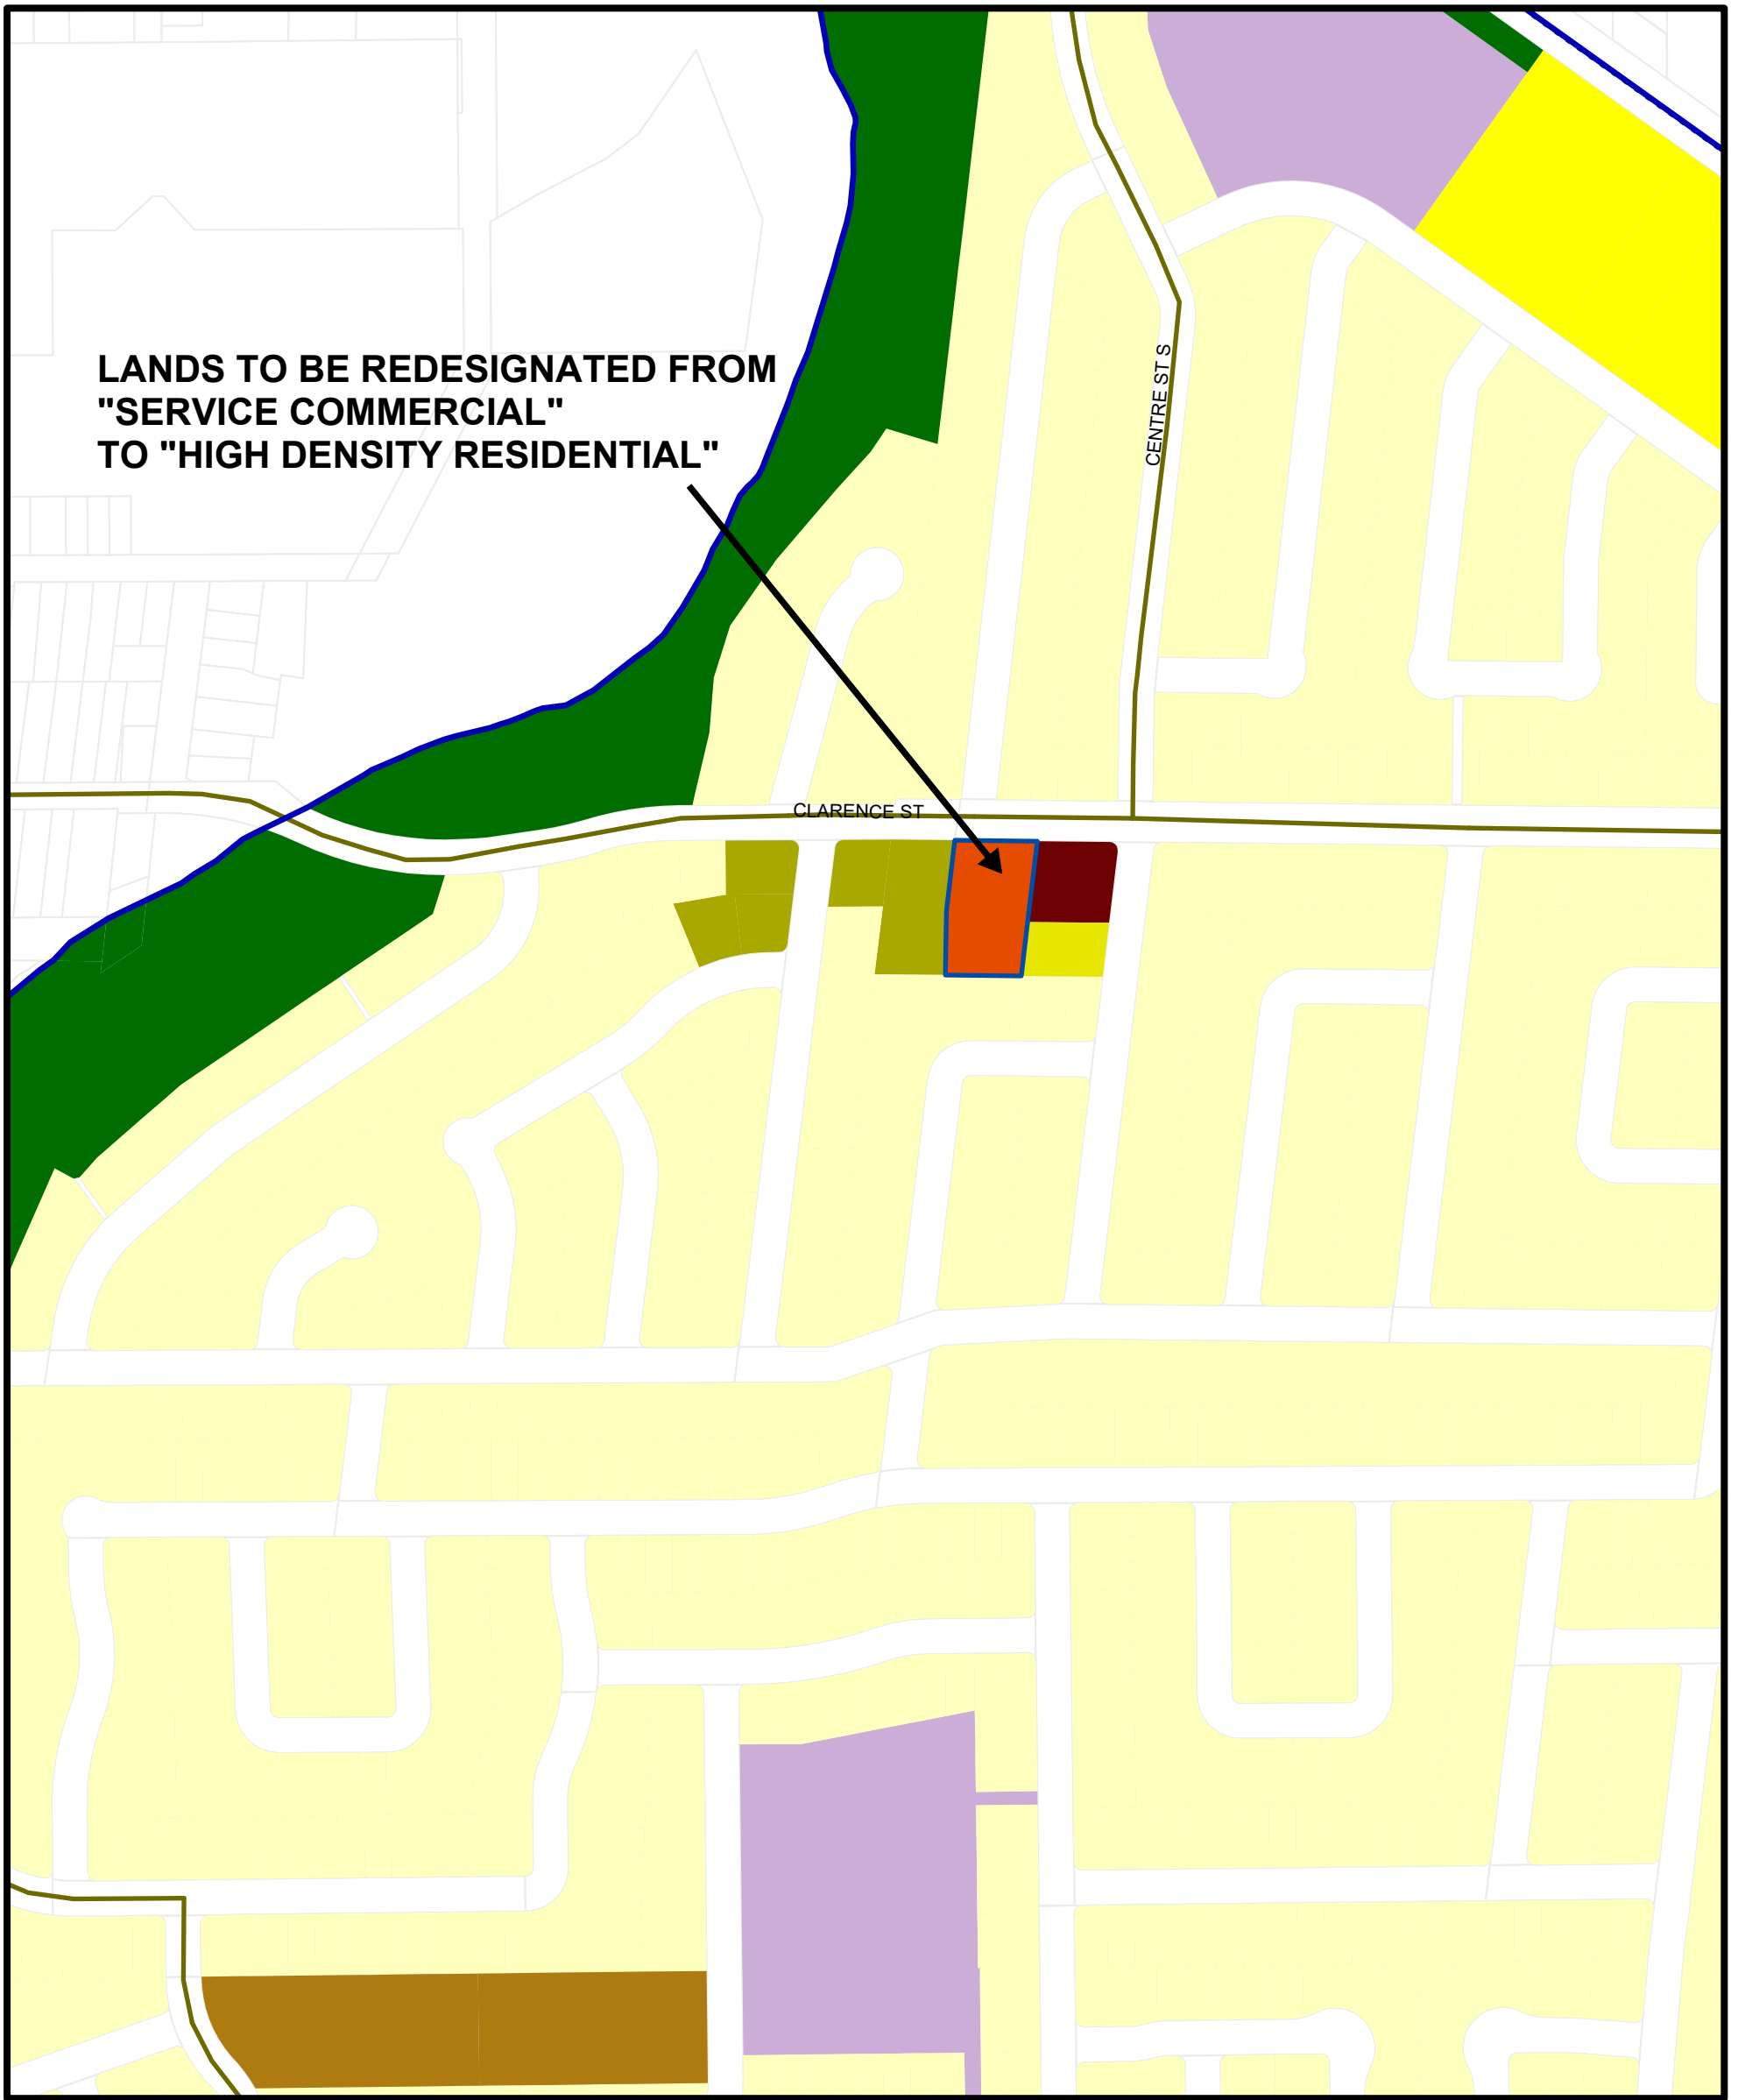 LANDS TO BE REDESIGNATED FROM
"SERVICE COMMERCIAL"
TO "HIGH DENSITY RESIDENTIAL"
CENTRE ST S
CLARENCE ST